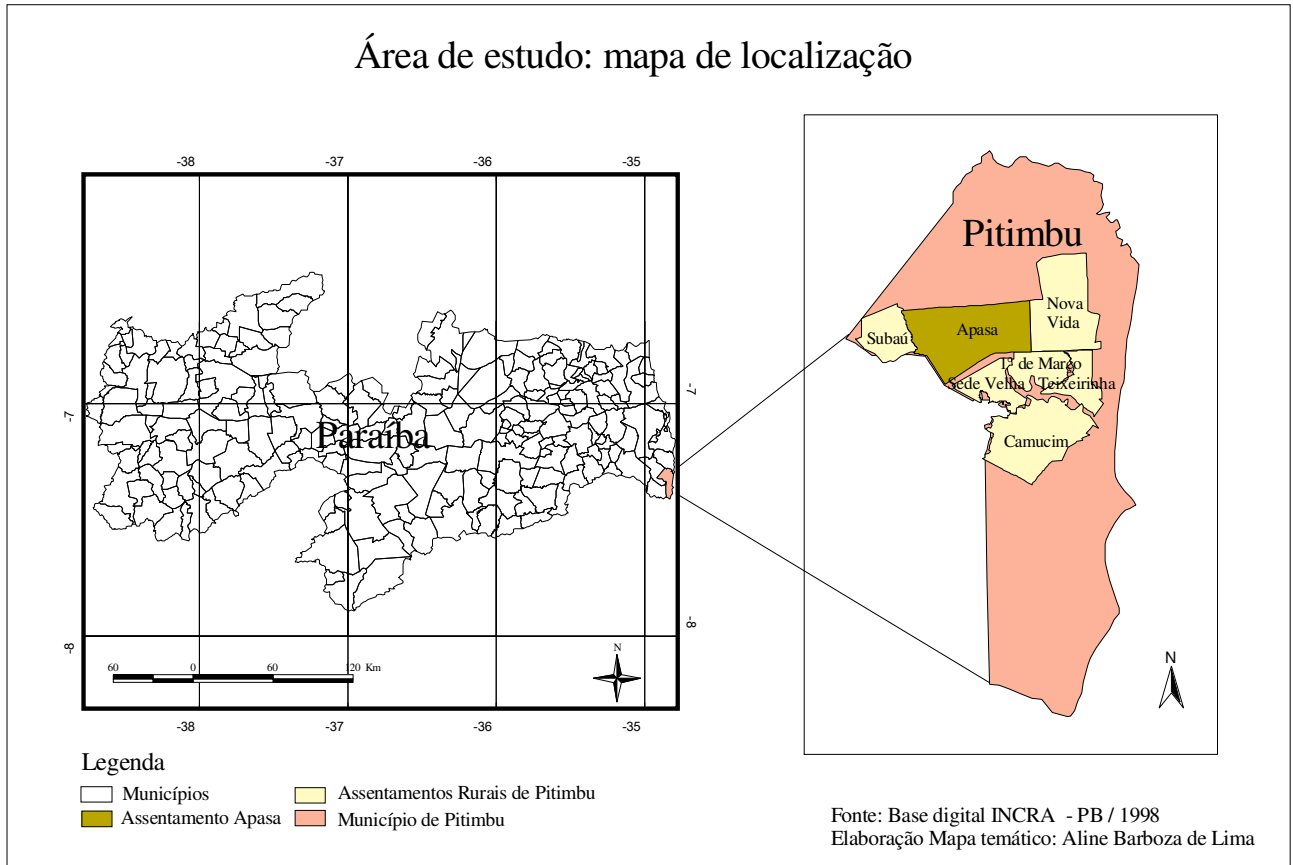 Área de estudo: mapa de localização
-38 -37 -36 -35
-7 -7
Paraíba
-8 -8
60 0 60 120 Km
N
-38 -37 -36 -35
Pitimbu
Nova
Vida
Subaú
Apasa
1º de Março
Sede Velha Teixeirinha
Camucim
N
Legenda
Municípios
Assentamento Apasa
Assentamentos Rurais de Pitimbu
Município de Pitimbu
Fonte: Base digital INCRA - PB / 1998
Elaboração Mapa temático: Aline Barboza de Lima